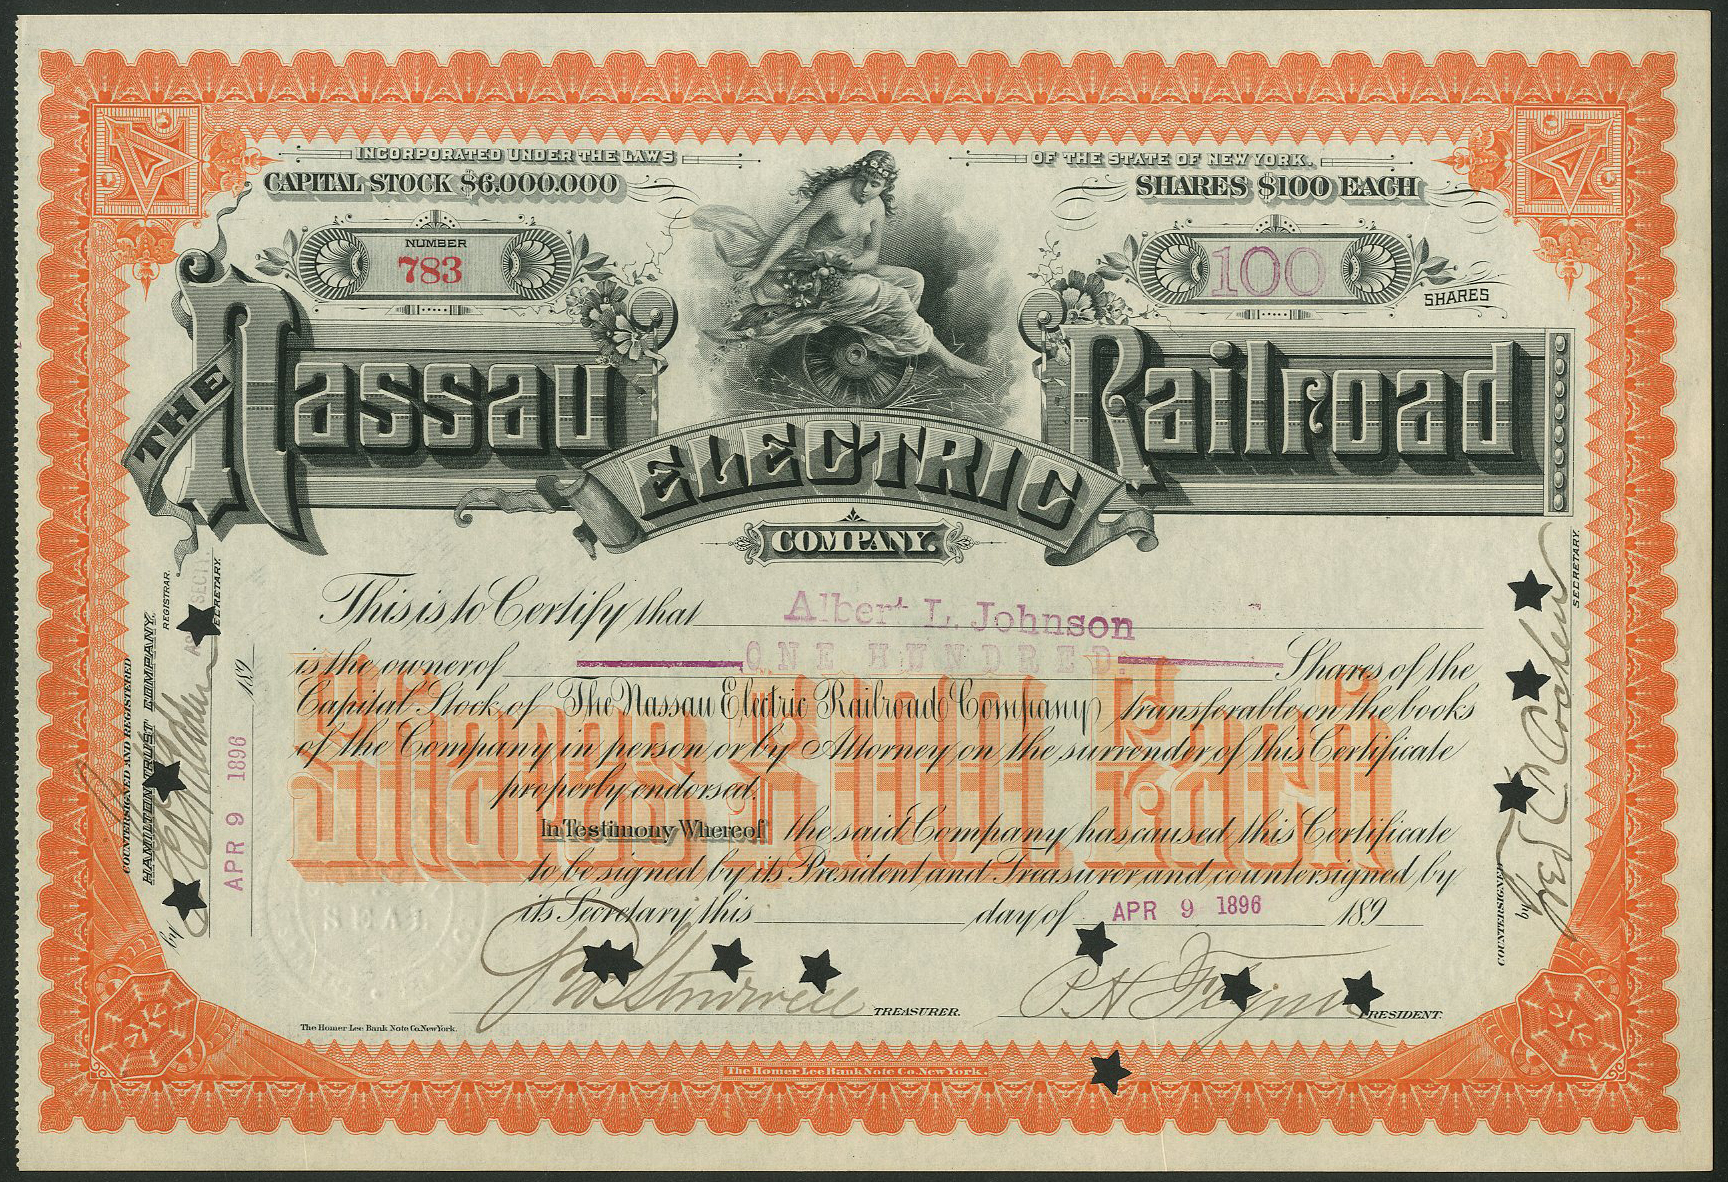 INCORPORATED UNDER THE LAWS OF THE STATE OF NEW YORK.
CAPITAL STOCK $6.000.000
SHARES $100 EACH
NUMBER
783
100
SHARES
THE Nassau
ELECTRIC
Railroad
COMPANY.
This is to Certify that Albert L. Johnson
is the owner of ONE HUNDRED Shares of the
Capital Stock of The Nassau Electric Railroad Company transferable on the books
of the Company in person or by Attorney on the surrender of this Certificate
properly endorsed.
Shares $100 Each
In Testimony Whereof the said Company has caused this Certificate
to be signed by its President and Treasurer and countersigned by
its Secretary, this day of APR 9 1896 189
TREASURER.
PRESIDENT.
The Homer Lee Bank Note Co. New York.
The Homer Lee Bank Note Co. New York.
COUNTERSIGNED AND REGISTERED
HAMILTON TRUST COMPANY.
REGISTRAR.
by
SECRETARY.
APR 9 1896
189
COUNTERSIGNED
by
SECRETARY.
SEAL